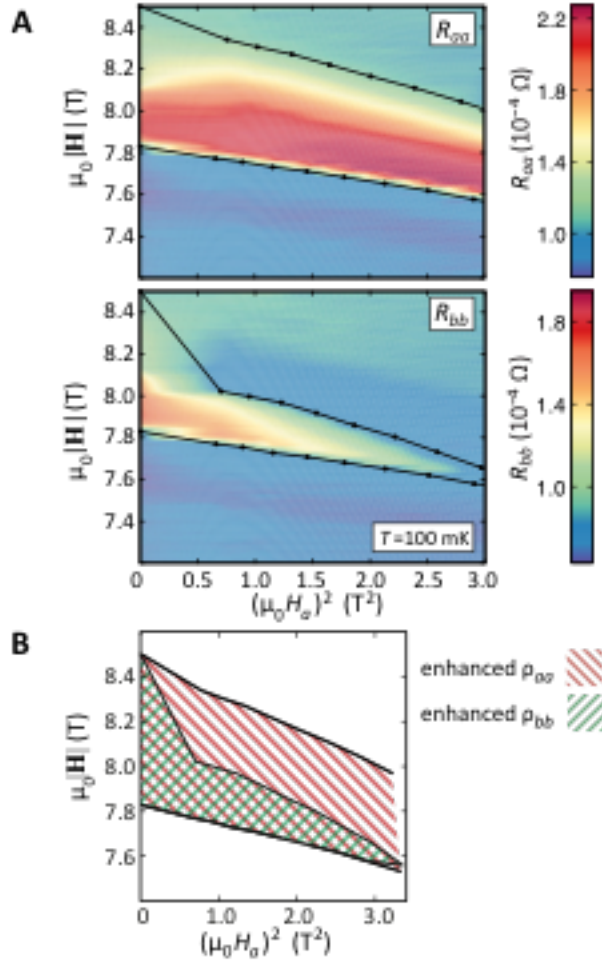 A
R_aa
8.4
8.2
8.0
7.8
7.6
7.4
μ₀|H| (T)
2.2
1.8
1.4
1.0
R_aa (10⁻⁴ Ω)
R_bb
8.4
8.2
8.0
7.8
7.6
7.4
μ₀|H| (T)
T=100 mK
0 0.5 1.0 1.5 2.0 2.5 3.0
(μ₀H_a)² (T²)
1.8
1.4
1.0
R_bb (10⁻⁴ Ω)
B
8.4
8.2
8.0
7.8
7.6
μ₀|H| (T)
0 1.0 2.0 3.0
(μ₀H_a)² (T²)
enhanced ρ_aa
enhanced ρ_bb